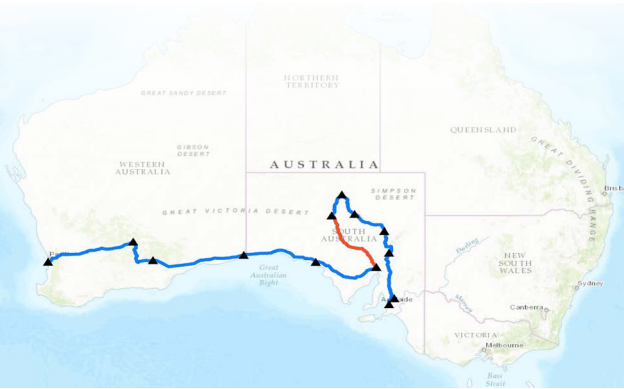 NORTHERN
TERRITORY
GREAT SANDY DESERT
QUEENSLAND
GREAT DIVIDING RANGE
GIBSON
DESERT
WESTERN
AUSTRALIA
AUSTRALIA
SIMPSON
DESERT
Brisb
GREAT VICTORIA DESERT
SOUTH
AUSTRALIA
Darling
NEW
SOUTH
WALES
Great
Australian
Bight
Sydney
Canberra
VICTORIA
Melbourne
Bass
Strait